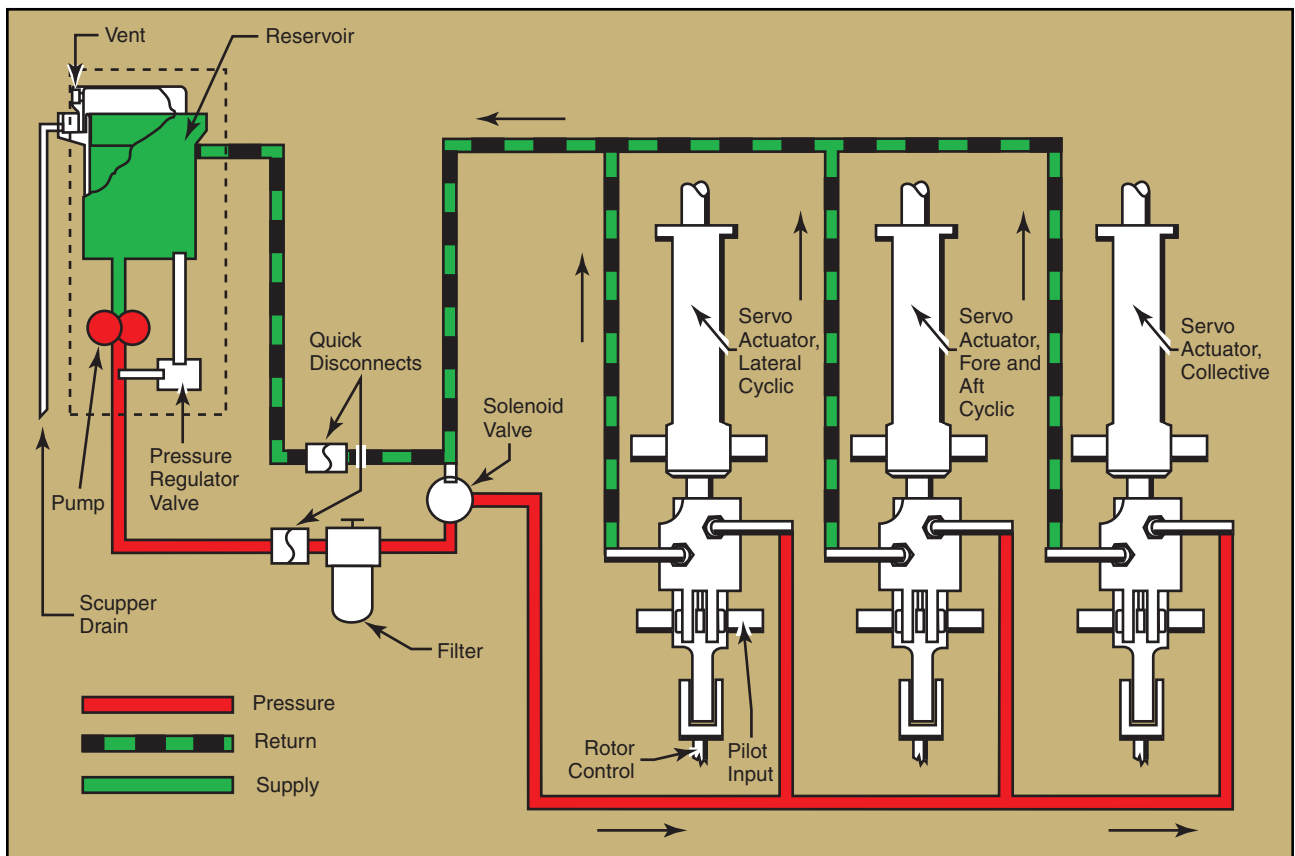 Vent
Reservoir
Quick
Disconnects
Solenoid
Valve
Servo
Actuator,
Lateral
Cyclic
Servo
Actuator,
Fore and
Aft
Cyclic
Servo
Actuator,
Collective
Pump
Pressure
Regulator
Valve
Scupper
Drain
Filter
Pressure
Return
Supply
Rotor
Control
Pilot
Input